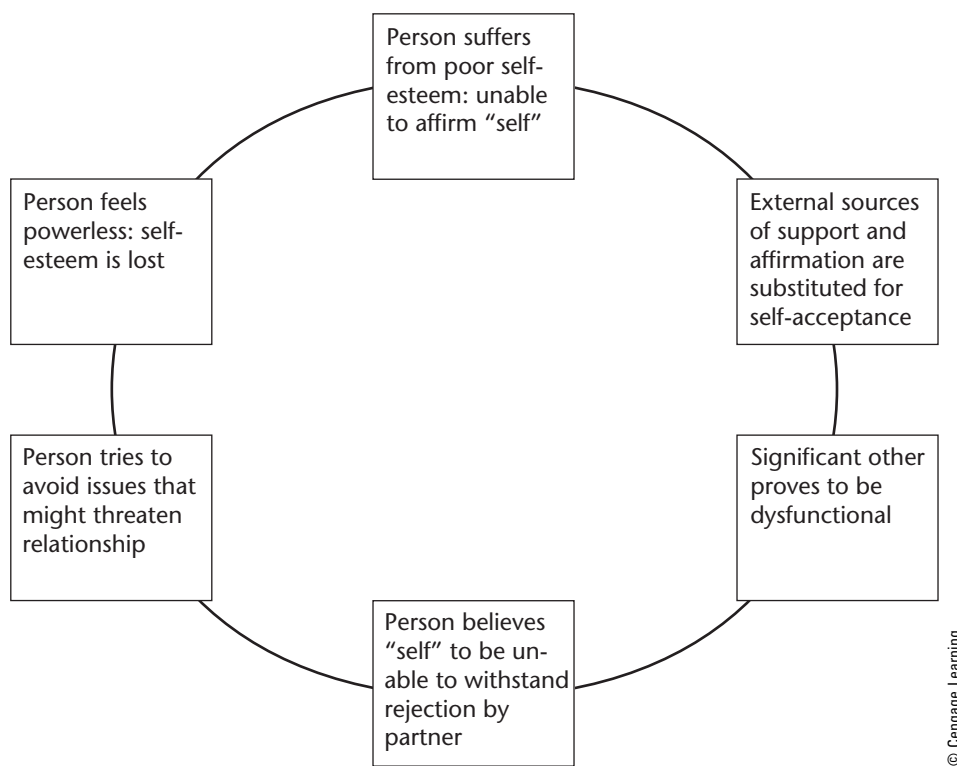 Person suffers
from poor self-
esteem: unable
to affirm “self”
External sources
of support and
affirmation are
substituted for
self-acceptance
Significant other
proves to be
dysfunctional
Person believes
“self” to be un-
able to withstand
rejection by
partner
Person tries to
avoid issues that
might threaten
relationship
Person feels
powerless: self-
esteem is lost
© Cengage Learning